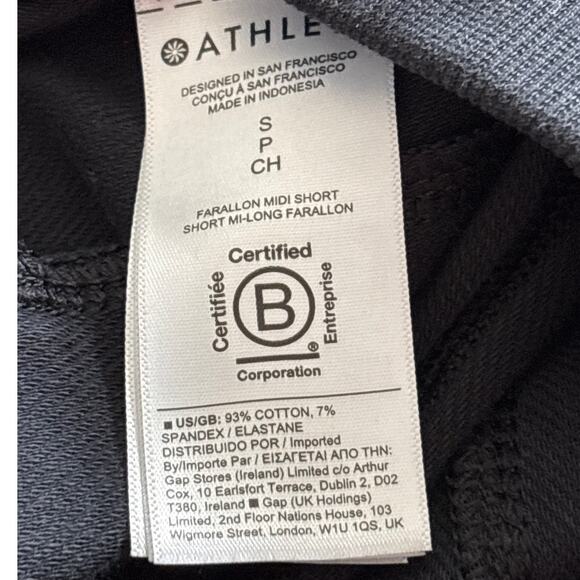 ATHLE
DESIGNED IN SAN FRANCISCO
CONÇU À SAN FRANCISCO
MADE IN INDONESIA
S
P
CH
FARALLON MIDI SHORT
SHORT MI-LONG FARALLON
Certified
Certifiée
B
Entreprise
®
Corporation
■ US/GB: 93% COTTON, 7%
SPANDEX / ELASTANE
DISTRIBUIDO POR / Imported
By/Importe Par / ΕΙΣΑΓΕΤΑΙ ΑΠΟ ΤΗΝ:
Gap Stores (Ireland) Limited c/o Arthur
Cox, 10 Earlsfort Terrace, Dublin 2, D02
T380, Ireland ■ Gap (UK Holdings)
Limited, 2nd Floor Nations House, 103
Wigmore Street, London, W1U 1QS, UK